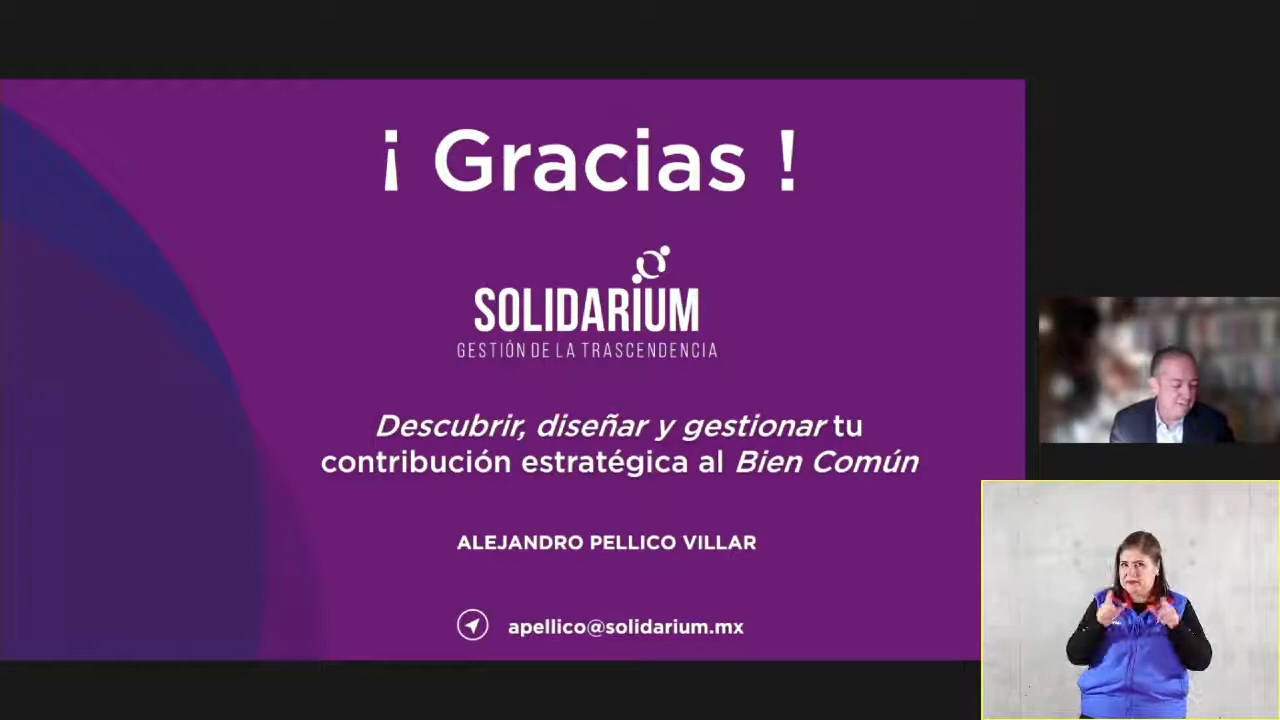 ¡ Gracias !
SOLIDARIUM
GESTIÓN DE LA TRASCENDENCIA
Descubrir, diseñar y gestionar tu
contribución estratégica al Bien Común
ALEJANDRO PELLICO VILLAR
apellico@solidarium.mx